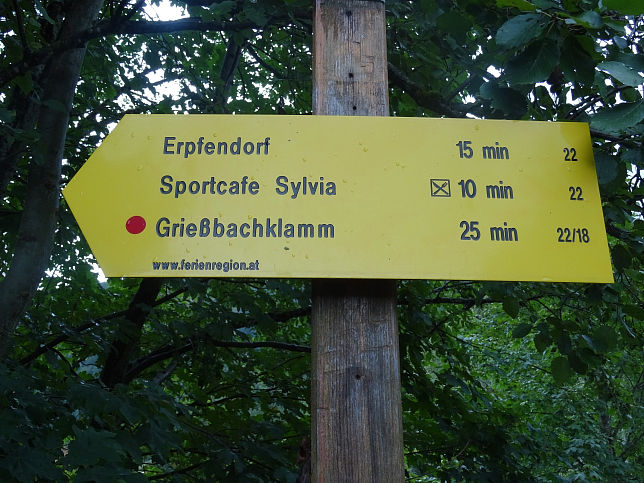 Erpfendorf 15 min 22
Sportcafe Sylvia 10 min 22
Grießbachklamm 25 min 22/18
www.ferienregion.at